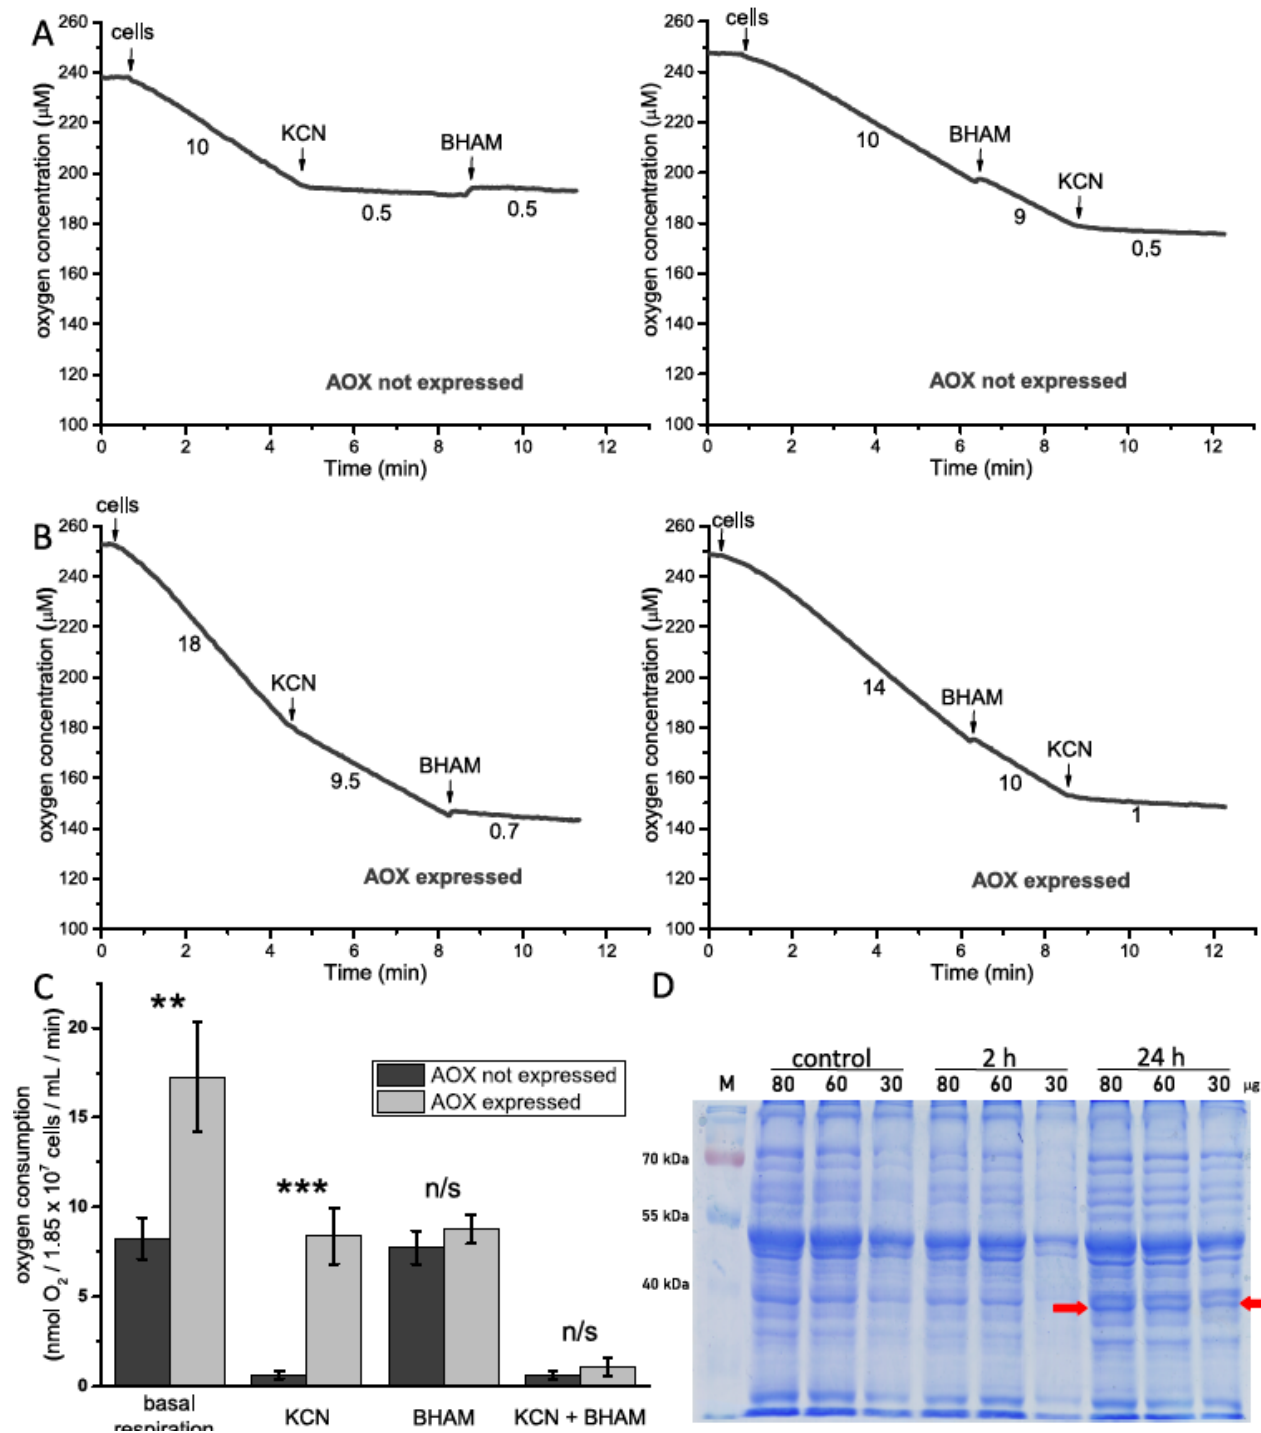 A
260
240
220
200
180
160
140
120
100
oxygen concentration (µM)
cells
10
KCN
0.5
BHAM
0.5
AOX not expressed
0 2 4 6 8 10 12
Time (min)
260
240
220
200
180
160
140
120
100
oxygen concentration (µM)
cells
10
BHAM
9
KCN
0,5
AOX not expressed
0 2 4 6 8 10 12
Time (min)
B
260
240
220
200
180
160
140
120
100
oxygen concentration (µM)
cells
18
KCN
9.5
BHAM
0.7
AOX expressed
0 2 4 6 8 10 12
Time (min)
260
240
220
200
180
160
140
120
100
oxygen concentration (µM)
cells
14
BHAM
10
KCN
1
AOX expressed
0 2 4 6 8 10 12
Time (min)
C
oxygen consumption
(nmol O₂ / 1.85 x 10⁷ cells / mL / min)
20
15
10
5
0
**
***
n/s
n/s
AOX not expressed
AOX expressed
basal
respiration
KCN
BHAM
KCN + BHAM
D
control 2 h 24 h
M 80 60 30 80 60 30 80 60 30 µg
70 kDa
55 kDa
40 kDa